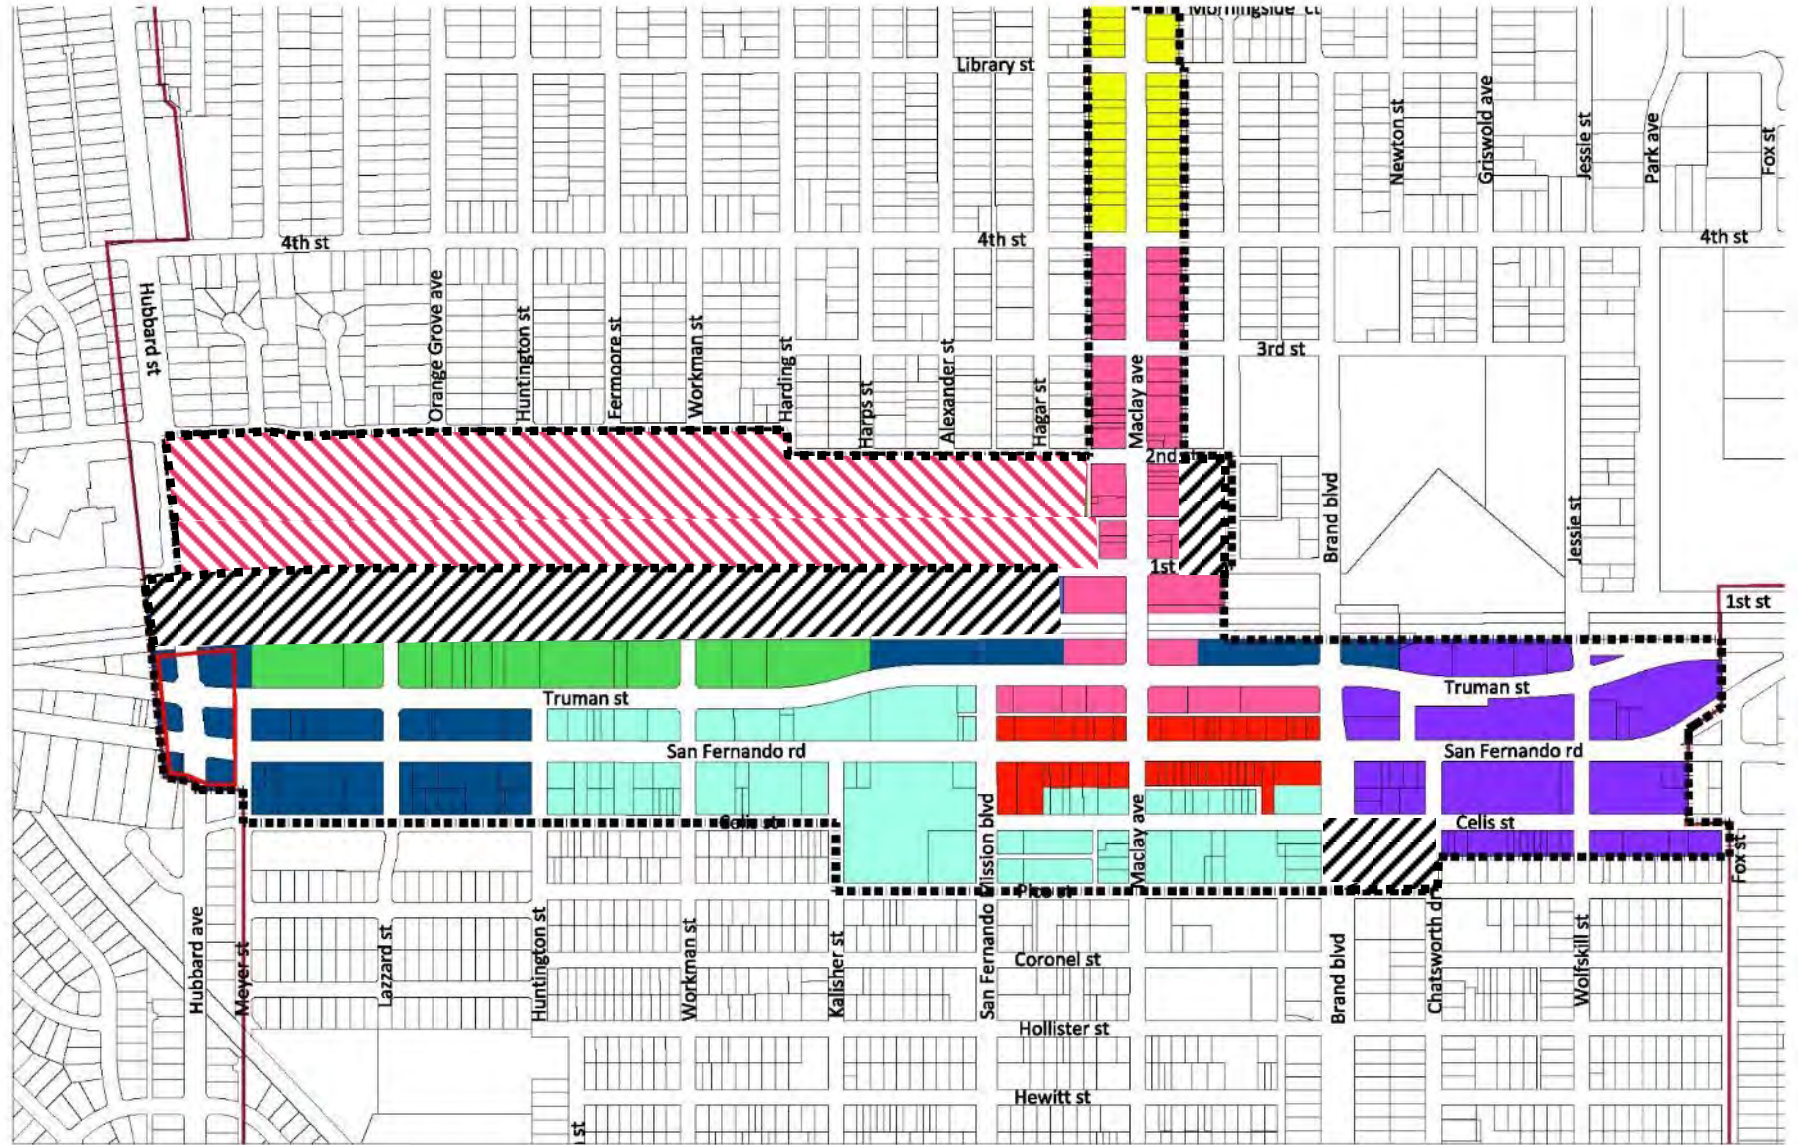 Morningside ct
Library st
Newton st
Griswold ave
Jessie st
Park ave
Fox st
4th st
4th st
4th st
Hubbard st
Orange Grove ave
Huntington st
Fermoore st
Workman st
Harding st
Harps st
Alexander st
Hagar st
Maclay ave
3rd st
2nd
Brand blvd
Jessie st
1st
1st st
Truman st
Truman st
San Fernando rd
San Fernando rd
Celis st
Celis st
Pico st
San Fernando Mission blvd
Maclay ave
Fox st
Hubbard ave
Meyer st
Lazzard st
Huntington st
Workman st
Kalisher st
Coronel st
Brand blvd
Chatsworth dr
Wolfskill st
Hollister st
Hewitt st
st